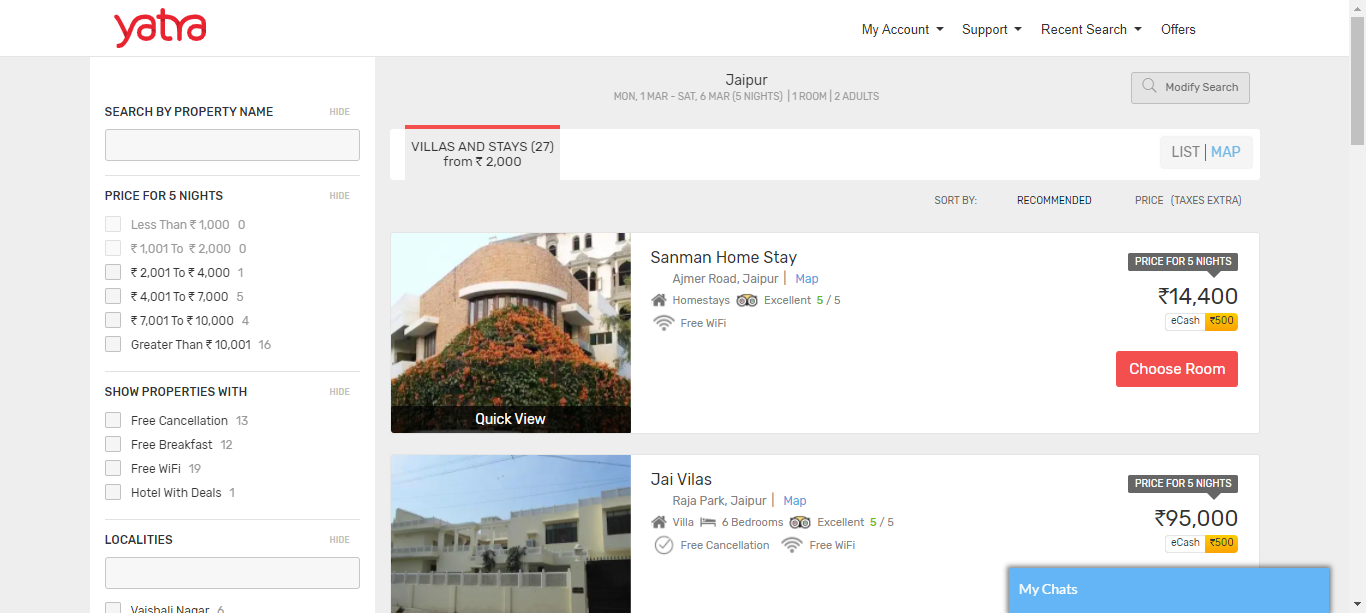 yatra
My Account
Support
Recent Search
Offers
SEARCH BY PROPERTY NAME
HIDE
PRICE FOR 5 NIGHTS
HIDE
Less Than ₹ 1,000 0
₹ 1,001 To ₹ 2,000 0
₹ 2,001 To ₹ 4,000 1
₹ 4,001 To ₹ 7,000 5
₹ 7,001 To ₹ 10,000 4
Greater Than ₹ 10,001 16
SHOW PROPERTIES WITH
HIDE
Free Cancellation 13
Free Breakfast 12
Free WiFi 19
Hotel With Deals 1
LOCALITIES
HIDE
Vaishali Nagar 6
Jaipur
MON, 1 MAR - SAT, 6 MAR (5 NIGHTS) | 1 ROOM | 2 ADULTS
Modify Search
VILLAS AND STAYS (27)
from ₹ 2,000
LIST | MAP
SORT BY:
RECOMMENDED
PRICE (TAXES EXTRA)
Quick View
Sanman Home Stay
Ajmer Road, Jaipur | Map
Homestays Excellent 5 / 5
Free WiFi
PRICE FOR 5 NIGHTS
₹14,400
eCash ₹500
Choose Room
Jai Vilas
Raja Park, Jaipur | Map
Villa 6 Bedrooms Excellent 5 / 5
Free Cancellation Free WiFi
PRICE FOR 5 NIGHTS
₹95,000
eCash ₹500
My Chats